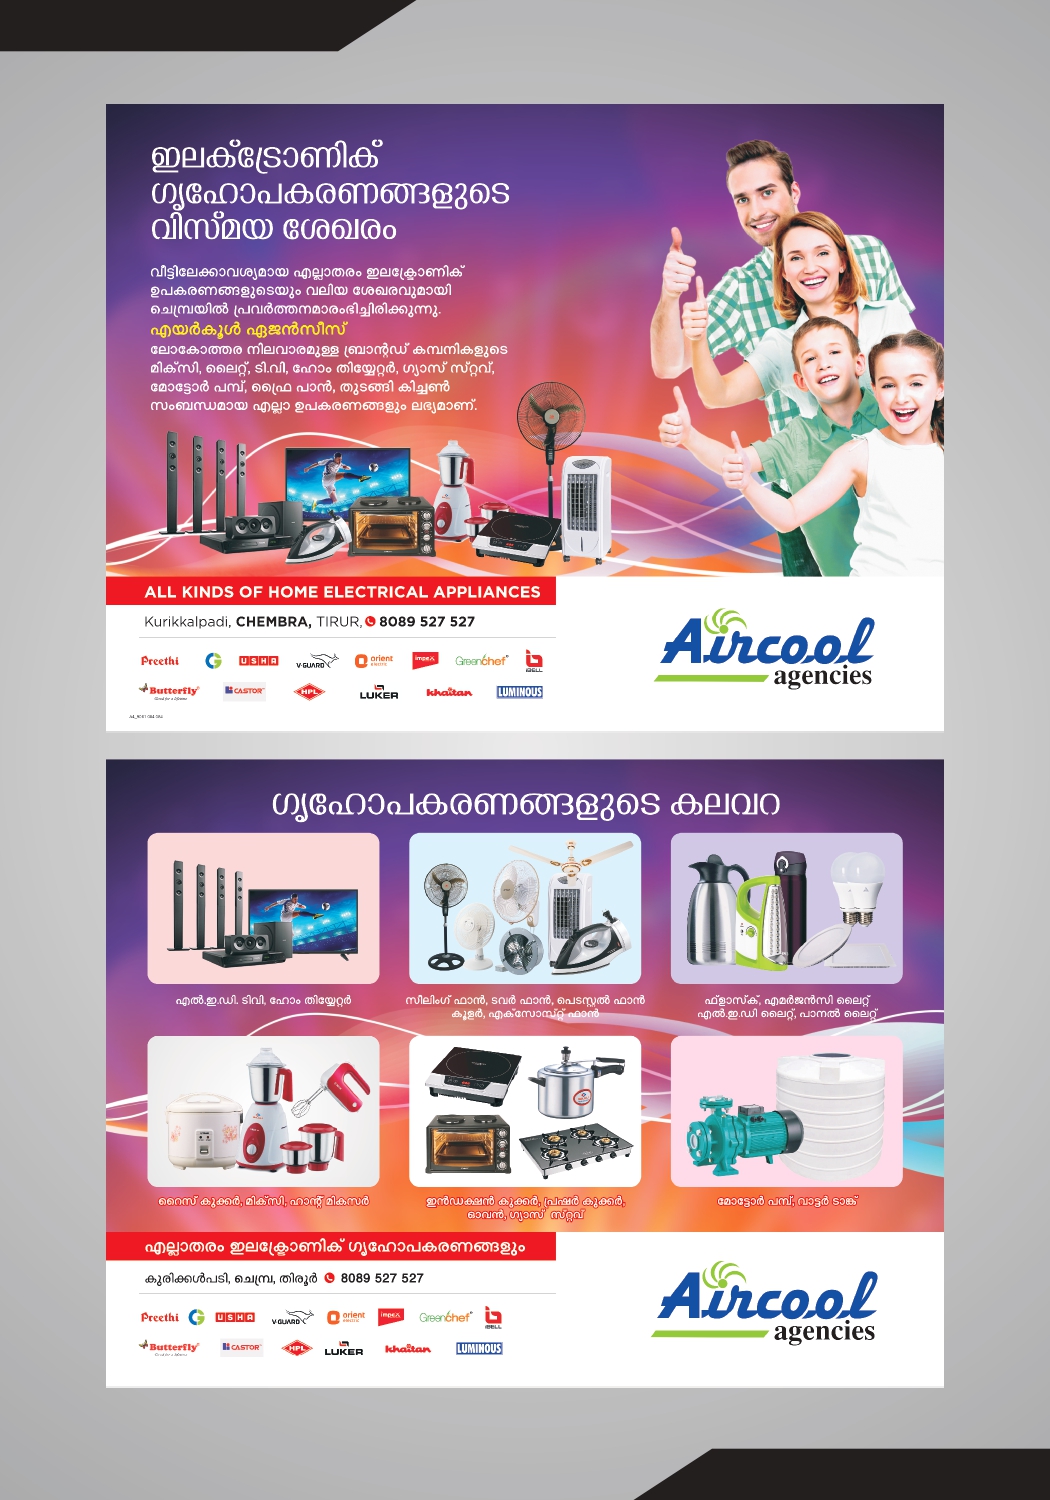 ഇലക്ട്രോണിക്
ഗൃഹോപകരണങ്ങളുടെ
വിസ്മയ ശേഖരം
വീട്ടിലേക്കാവശ്യമായ എല്ലാതരം ഇലക്ട്രോണിക്
ഉപകരണങ്ങളുടെയും വലിയ ശേഖരവുമായി
ചെമ്പ്രയിൽ പ്രവർത്തനമാരംഭിച്ചിരിക്കുന്നു.
എയർകൂൾ ഏജൻസീസ്
ലോകോത്തര നിലവാരമുള്ള ബ്രാന്റഡ് കമ്പനികളുടെ
മിക്സി, ലൈറ്റ്, ടി.വി, ഹോം തിയ്യേറ്റർ, ഗ്യാസ് സ്റ്റവ്,
മോട്ടോർ പമ്പ്, ഫ്രൈ പാൻ, തുടങ്ങി കിച്ചൺ
സംബന്ധമായ എല്ലാ ഉപകരണങ്ങളും ലഭ്യമാണ്.
ALL KINDS OF HOME ELECTRICAL APPLIANCES
Kurikkalpadi, CHEMBRA, TIRUR, 8089 527 527
Preethi USHA V-GUARD orient electric impex Greenchef iBELL
Butterfly CASTOR HPL LUKER khaitan LUMINOUS
Aircool
agencies
ഗൃഹോപകരണങ്ങളുടെ കലവറ
എൽ.ഇ.ഡി. ടിവി, ഹോം തിയ്യേറ്റർ
സീലിംഗ് ഫാൻ, ടവർ ഫാൻ, പെടസ്റ്റൽ ഫാൻ
കൂളർ, എക്സോസ്റ്റ് ഫാൻ
ഫ്ളാസ്ക്, എമർജൻസി ലൈറ്റ്
എൽ.ഇ.ഡി ലൈറ്റ്, പാനൽ ലൈറ്റ്
റൈസ് കുക്കർ, മിക്സി, ഹാന്റ് മികസർ
ഇൻഡക്ഷൻ കുക്കർ, പ്രഷർ കുക്കർ,
ഓവൻ, ഗ്യാസ് സ്റ്റവ്
മോട്ടോർ പമ്പ്, വാട്ടർ ടാങ്ക്
എല്ലാതരം ഇലക്ട്രോണിക് ഗൃഹോപകരണങ്ങളും
കുരിക്കൾപടി, ചെമ്പ്ര, തിരൂർ 8089 527 527
Preethi USHA V-GUARD orient electric impex Greenchef iBELL
Butterfly CASTOR HPL LUKER khaitan LUMINOUS
Aircool
agencies